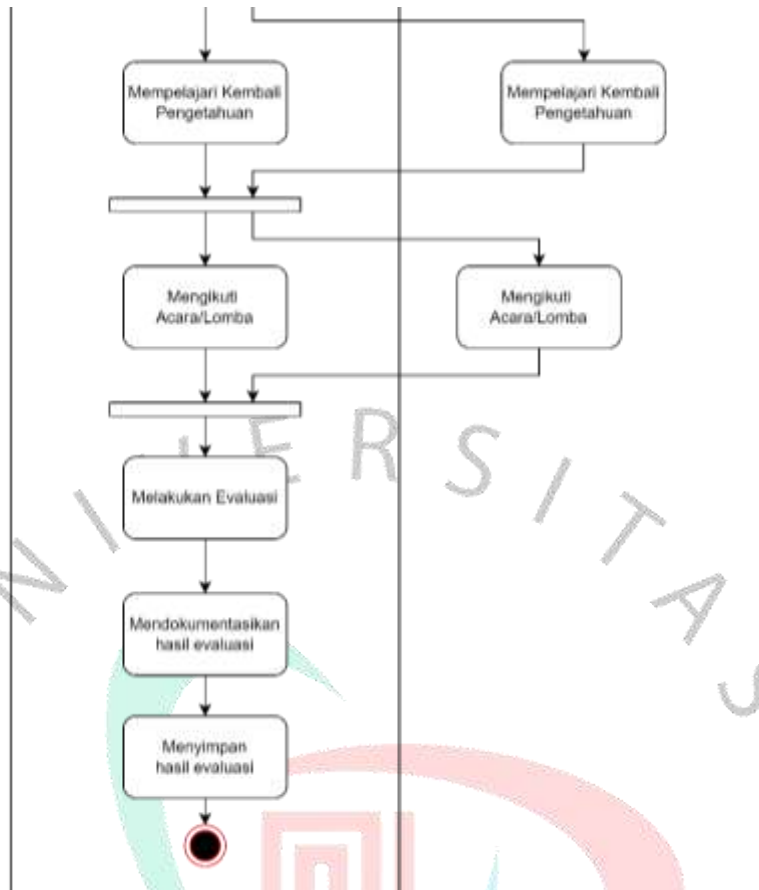 Mempelajari Kembali
Pengetahuan
Mempelajari Kembali
Pengetahuan
Mengikuti
Acara/Lomba
Mengikuti
Acara/Lomba
NIVERSITAS
Melakukan Evaluasi
Mendokumentasikan
hasil evaluasi
Menyimpan
hasil evaluasi